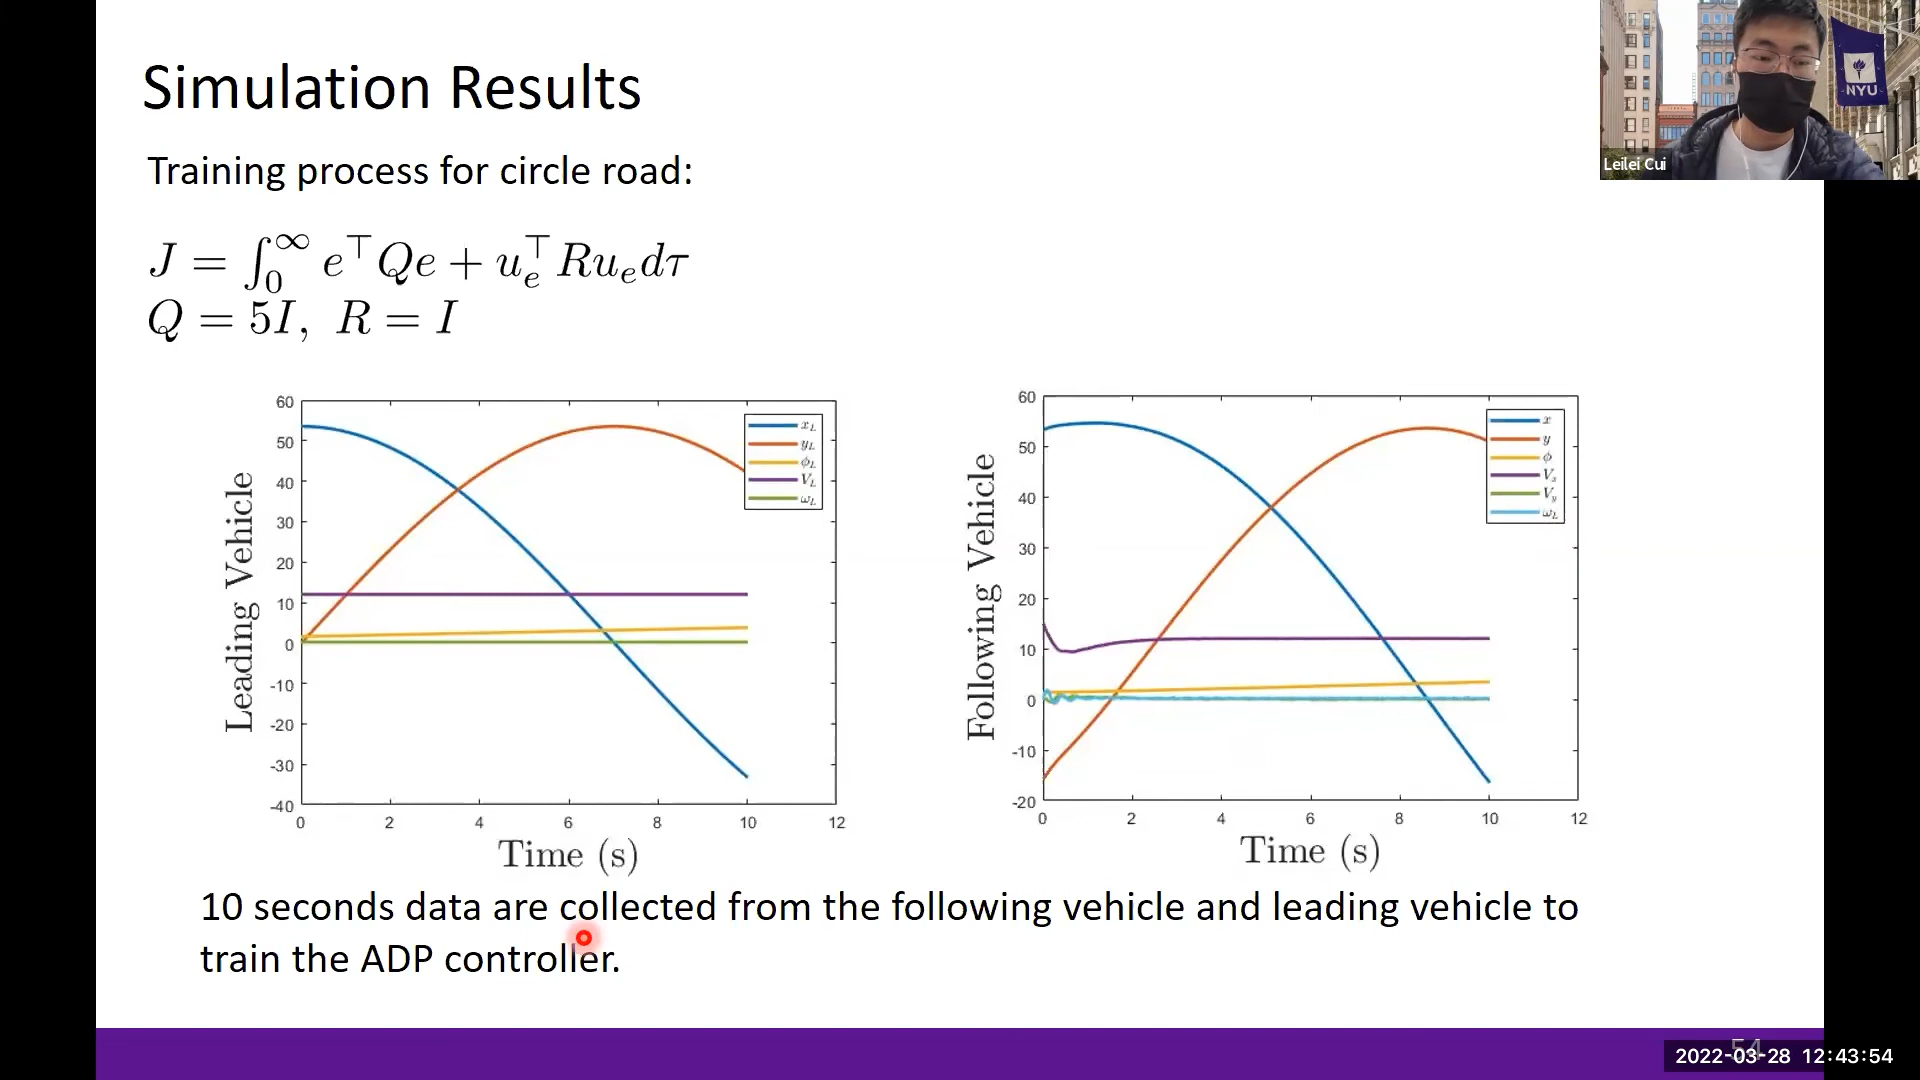 Simulation Results
Training process for circle road:
J = ∫₀^∞ e^⊤Qe + u_e^⊤Ru_e dτ
Q = 5I, R = I
NYU
Leilei Cui
Leading Vehicle
60
50
40
30
20
10
0
-10
-20
-30
-40
0 2 4 6 8 10 12
Time (s)
x_L
y_L
ϕ_L
V_L
ω_L
Following Vehicle
60
50
40
30
20
10
0
-10
-20
0 2 4 6 8 10 12
Time (s)
x
y
ϕ
V_x
V_y
ω_L
10 seconds data are collected from the following vehicle and leading vehicle to
train the ADP controller.
54
2022-03-28 12:43:54